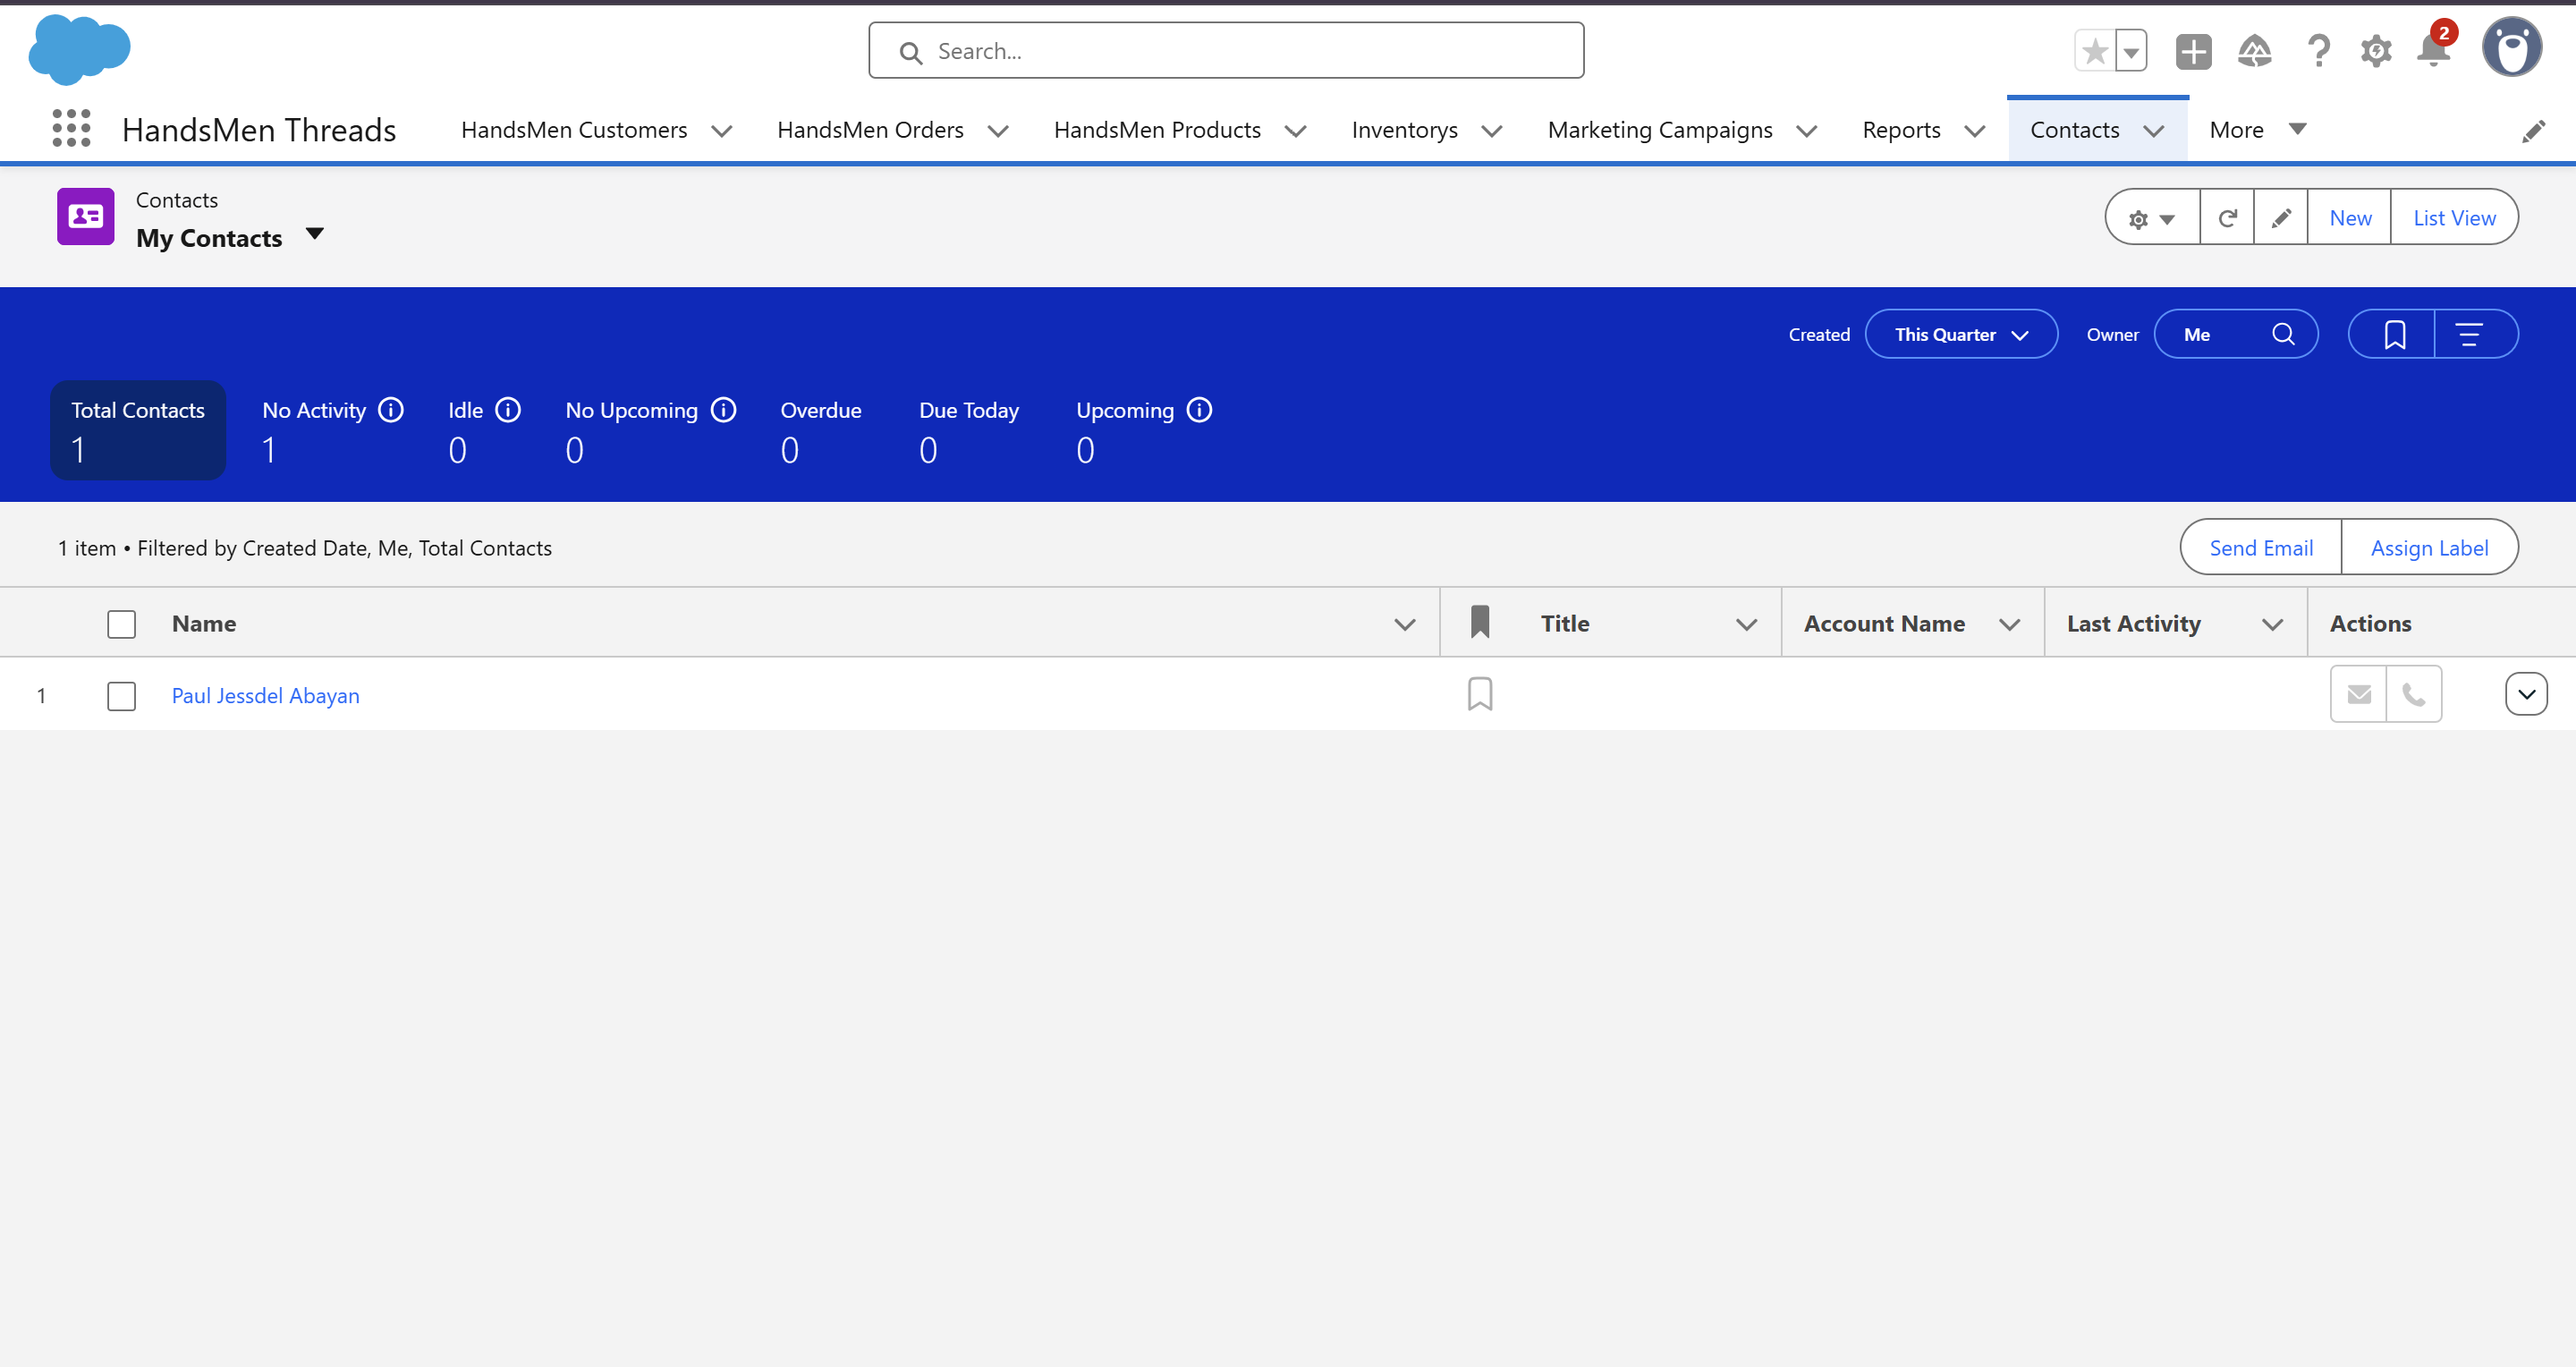 Search...
2
HandsMen Threads
HandsMen Customers
HandsMen Orders
HandsMen Products
Inventorys
Marketing Campaigns
Reports
Contacts
More
Contacts
My Contacts
New
List View
Created
This Quarter
Owner
Me
Total Contacts
1
No Activity
1
Idle
0
No Upcoming
0
Overdue
0
Due Today
0
Upcoming
0
1 item • Filtered by Created Date, Me, Total Contacts
Send Email
Assign Label
Name
Title
Account Name
Last Activity
Actions
1
Paul Jessdel Abayan